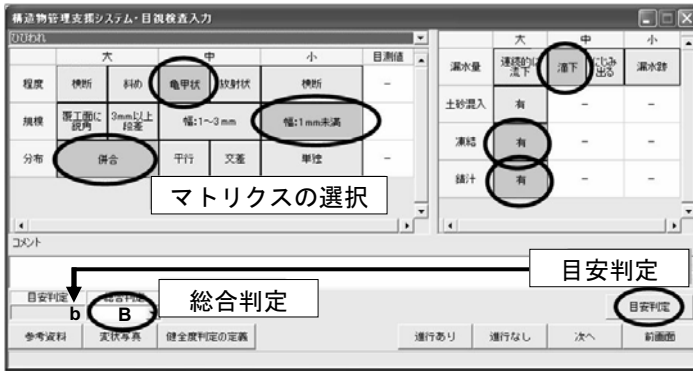 構造物管理支援システム・目視検査入力
ひびわれ
大 中 小 目測値
程度 横断 斜め 亀甲状 放射状 横断 -
規模 覆工面に鋭角 3mm以上段差 幅:1~3mm 幅:1mm未満
分布 併合 平行 交差 単独 -
大 中 小
漏水量 連続的に流下 滴下 にじみ出る 漏水跡
土砂混入 有 - -
凍結 有 - -
錆汁 有 - -
マトリクスの選択
コメント
目安判定
目安判定 総合判定 総合判定
b B 目安判定
参考資料 変状写真 健全度判定の定義 進行あり 進行なし 次へ 前画面